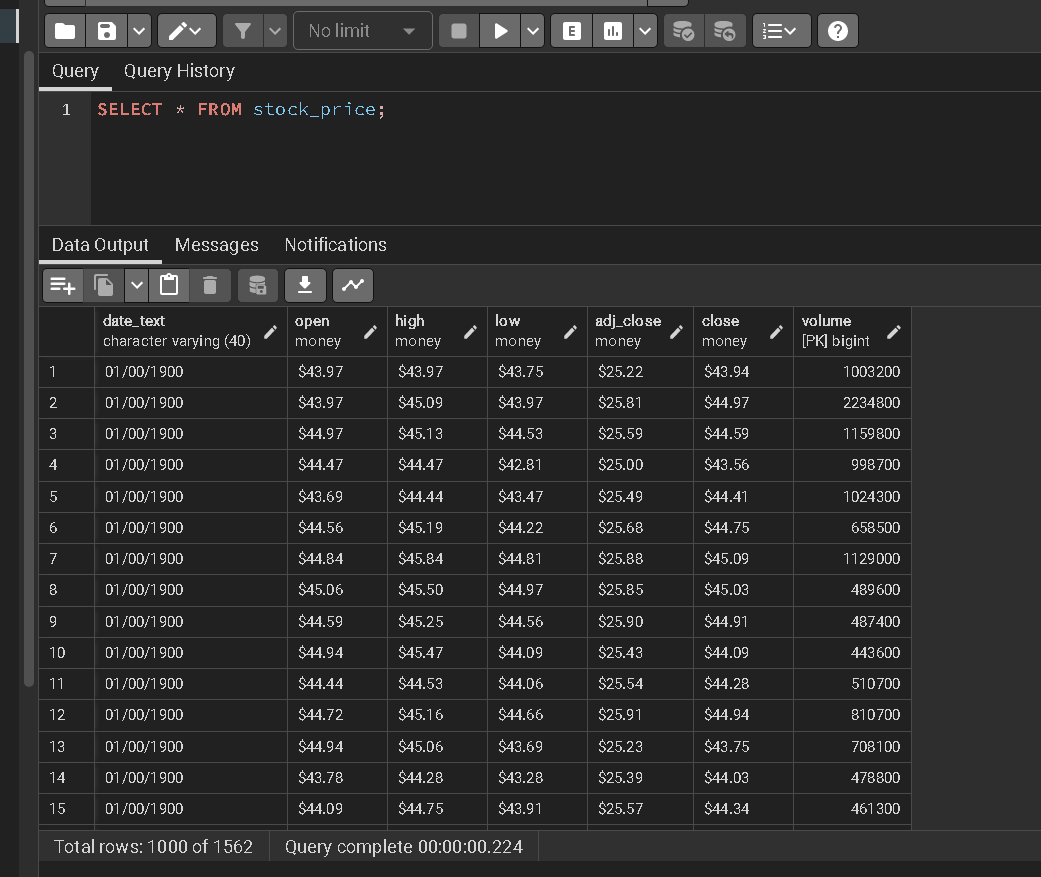 No limit
E
Query Query History
1 SELECT * FROM stock_price;
Data Output Messages Notifications
date_text open high low adj_close close volume
character varying (40) money money money money money [PK] bigint
1 01/00/1900 $43.97 $43.97 $43.75 $25.22 $43.94 1003200
2 01/00/1900 $43.97 $45.09 $43.97 $25.81 $44.97 2234800
3 01/00/1900 $44.97 $45.13 $44.53 $25.59 $44.59 1159800
4 01/00/1900 $44.47 $44.47 $42.81 $25.00 $43.56 998700
5 01/00/1900 $43.69 $44.44 $43.47 $25.49 $44.41 1024300
6 01/00/1900 $44.56 $45.19 $44.22 $25.68 $44.75 658500
7 01/00/1900 $44.84 $45.84 $44.81 $25.88 $45.09 1129000
8 01/00/1900 $45.06 $45.50 $44.97 $25.85 $45.03 489600
9 01/00/1900 $44.59 $45.25 $44.56 $25.90 $44.91 487400
10 01/00/1900 $44.94 $45.47 $44.09 $25.43 $44.09 443600
11 01/00/1900 $44.44 $44.53 $44.06 $25.54 $44.28 510700
12 01/00/1900 $44.72 $45.16 $44.66 $25.91 $44.94 810700
13 01/00/1900 $44.94 $45.06 $43.69 $25.23 $43.75 708100
14 01/00/1900 $43.78 $44.28 $43.28 $25.39 $44.03 478800
15 01/00/1900 $44.09 $44.75 $43.91 $25.57 $44.34 461300
Total rows: 1000 of 1562 Query complete 00:00:00.224